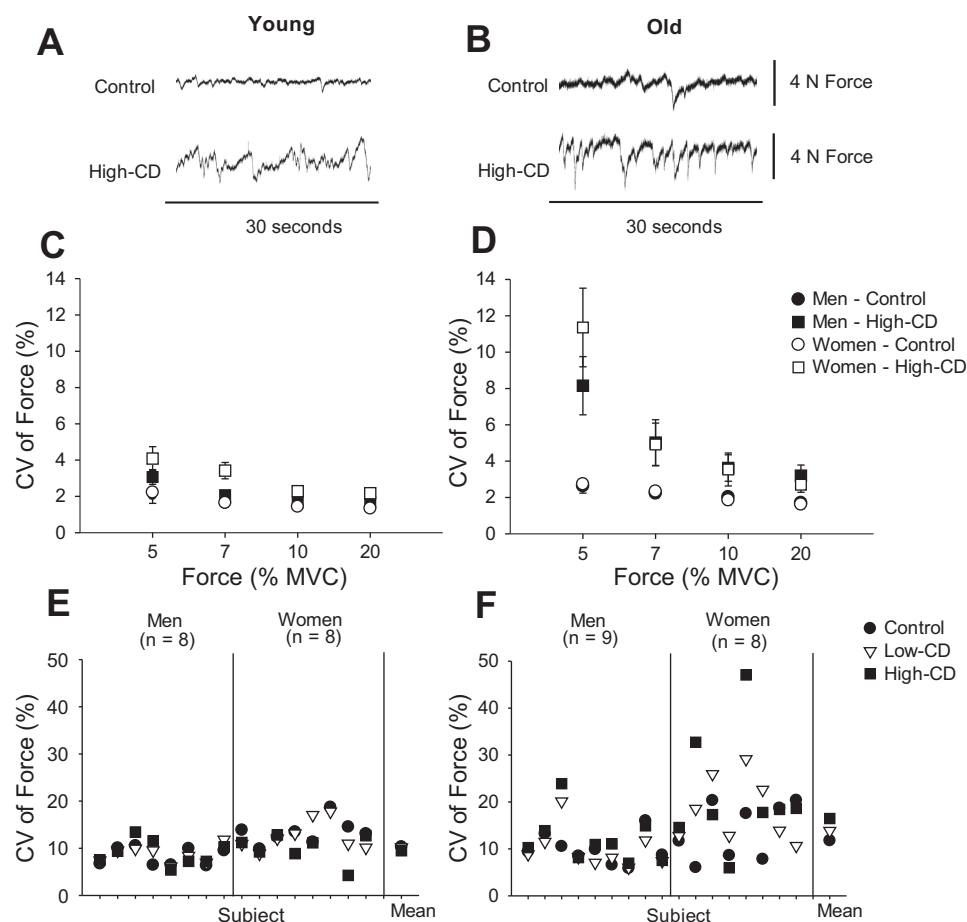 Young
Old
A
B
Control
Control
4 N Force
High-CD
High-CD
4 N Force
30 seconds
30 seconds
C
D
14
12
10
8
6
4
2
0
CV of Force (%)
5 7 10 20
Force (% MVC)
14
12
10
8
6
4
2
0
CV of Force (%)
5 7 10 20
Force (% MVC)
Men - Control
Men - High-CD
Women - Control
Women - High-CD
E
F
Men
(n = 8)
Women
(n = 8)
50
40
30
20
10
0
CV of Force (%)
Subject
Mean
Men
(n = 9)
Women
(n = 8)
50
40
30
20
10
0
CV of Force (%)
Subject
Mean
Control
Low-CD
High-CD